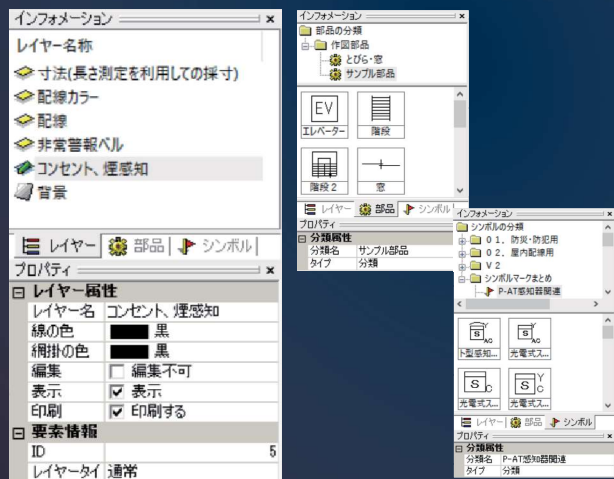 インフォメーション
レイヤー名称
寸法(長さ測定を利用しての採寸)
配線カラー
配線
非常警報ベル
コンセント、煙感知
背景
レイヤー 部品 シンボル
プロパティ
レイヤー属性
レイヤー名 コンセント、煙感知
線の色 黒
網掛の色 黒
編集 編集不可
表示 表示
印刷 印刷する
要素情報
ID 5
レイヤータイ 通常
インフォメーション
部品の分類
作図部品
とびら・窓
サンプル部品
EV
エレベーター 階段
階段2 窓
レイヤー 部品 シンボル
プロパティ
分類属性
分類名 サンプル部品
タイプ 分類
インフォメーション
シンボルの分類
01. 防災・防犯用
02. 屋内配線用
V2
シンボルマークまとめ
P-AT感知器関連
S Y AC S Y AC
ト型感知... 光電式ス...
S C S Y C
光電式ス... 光電式ス...
レイヤー 部品 シンボル
プロパティ
分類属性
分類名 P-AT感知器関連
タイプ 分類